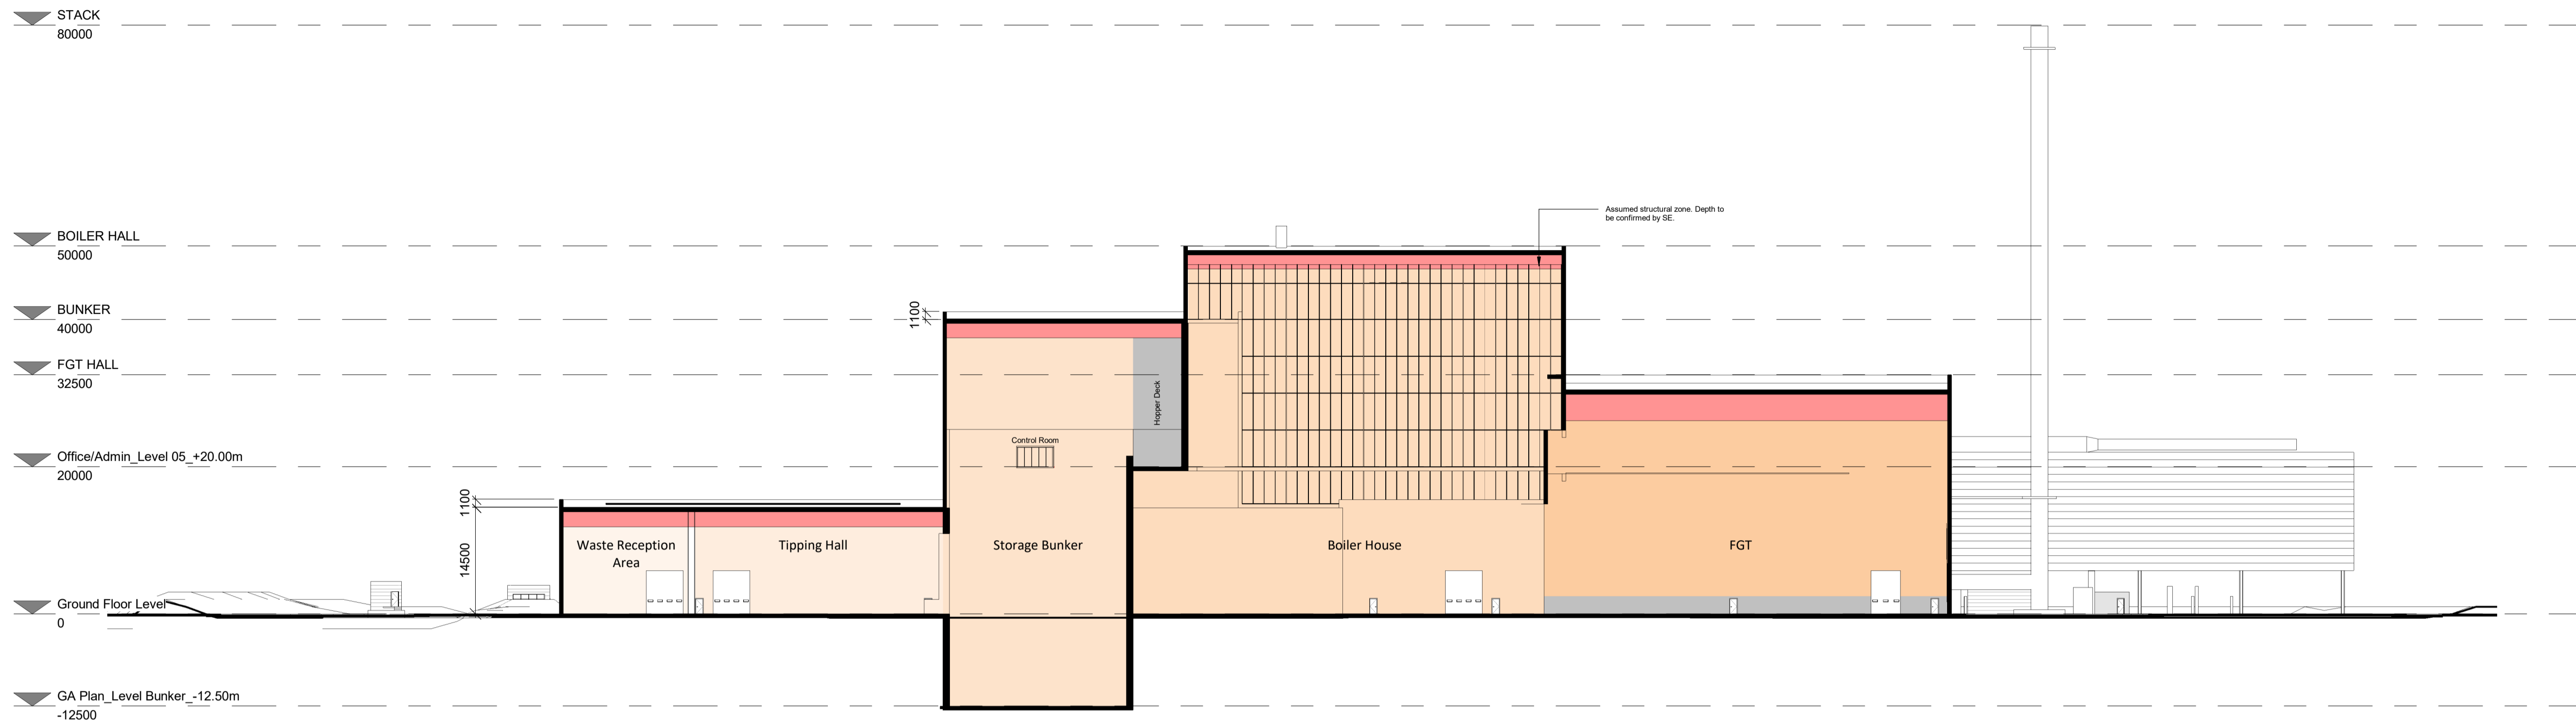 STACK
80000
Assumed structural zone. Depth to
be confirmed by SE.
BOILER HALL
50000
BUNKER
40000
1100
FGT HALL
32500
Hopper Deck
Control Room
Office/Admin_Level 05_+20.00m
20000
1100
14500
Waste Reception
Area
Tipping Hall
Storage Bunker
Boiler House
FGT
Ground Floor Level
0
GA Plan_Level Bunker_-12.50m
-12500